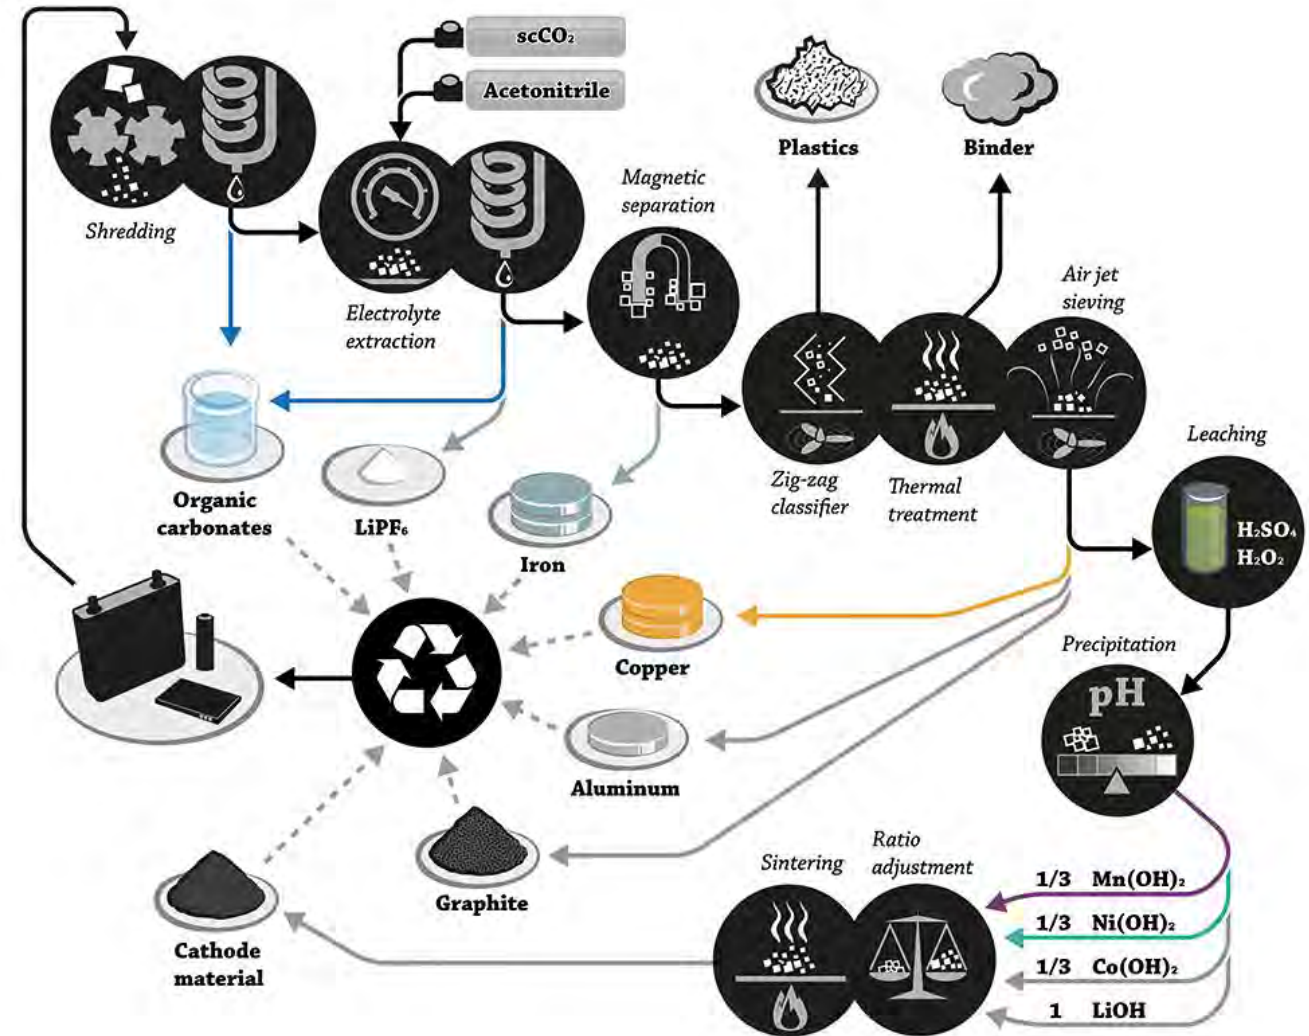 scCO₂
Acetonitrile
Shredding
Electrolyte
extraction
Magnetic
separation
Plastics
Binder
Air jet
sieving
Zig-zag
classifier
Thermal
treatment
Leaching
H₂SO₄
H₂O₂
Organic
carbonates
LiPF₆
Iron
Copper
Aluminum
Graphite
Cathode
material
Precipitation
pH
Sintering
Ratio
adjustment
1/3 Mn(OH)₂
1/3 Ni(OH)₂
1/3 Co(OH)₂
1 LiOH